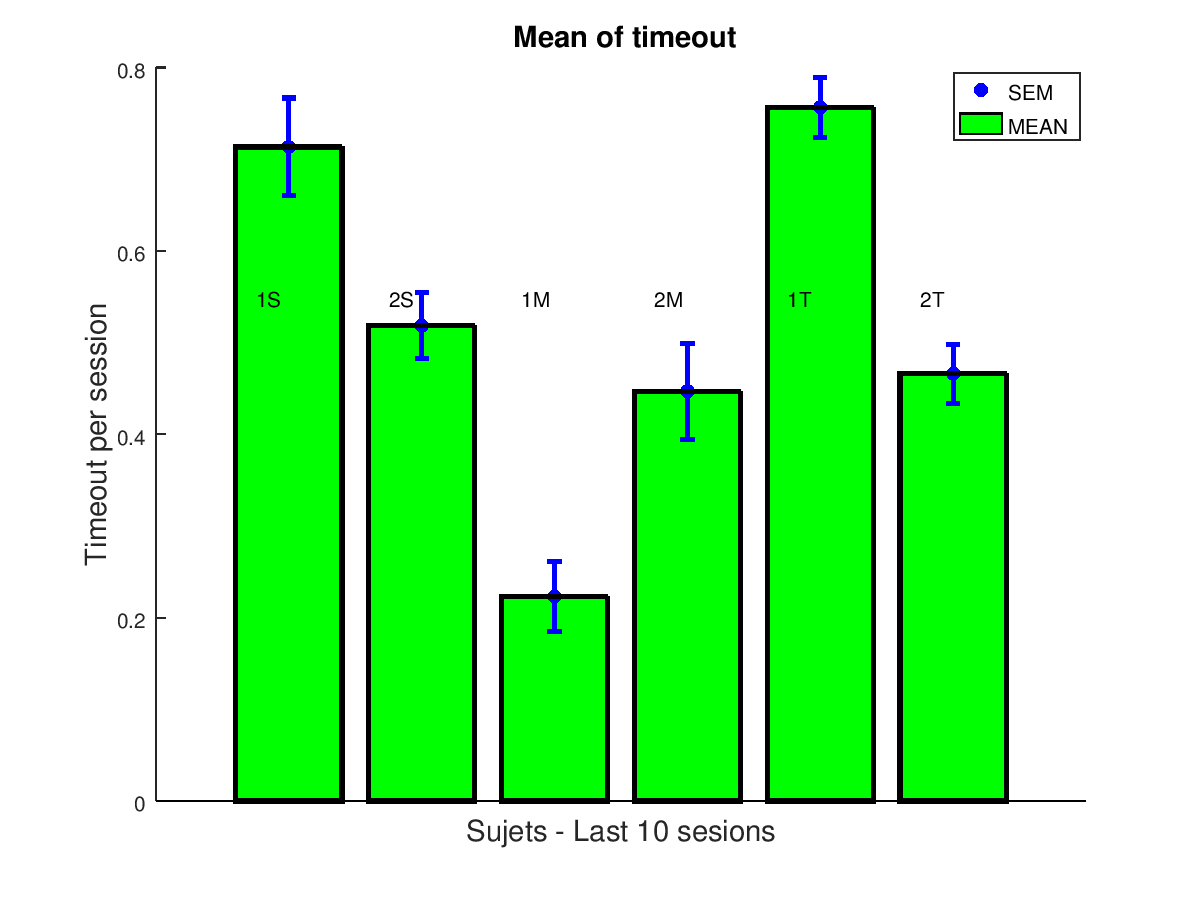 Mean of timeout
SEM
MEAN
0.8
0.6
0.4
0.2
0
Timeout per session
1S
2S
1M
2M
1T
2T
Sujets - Last 10 sesions